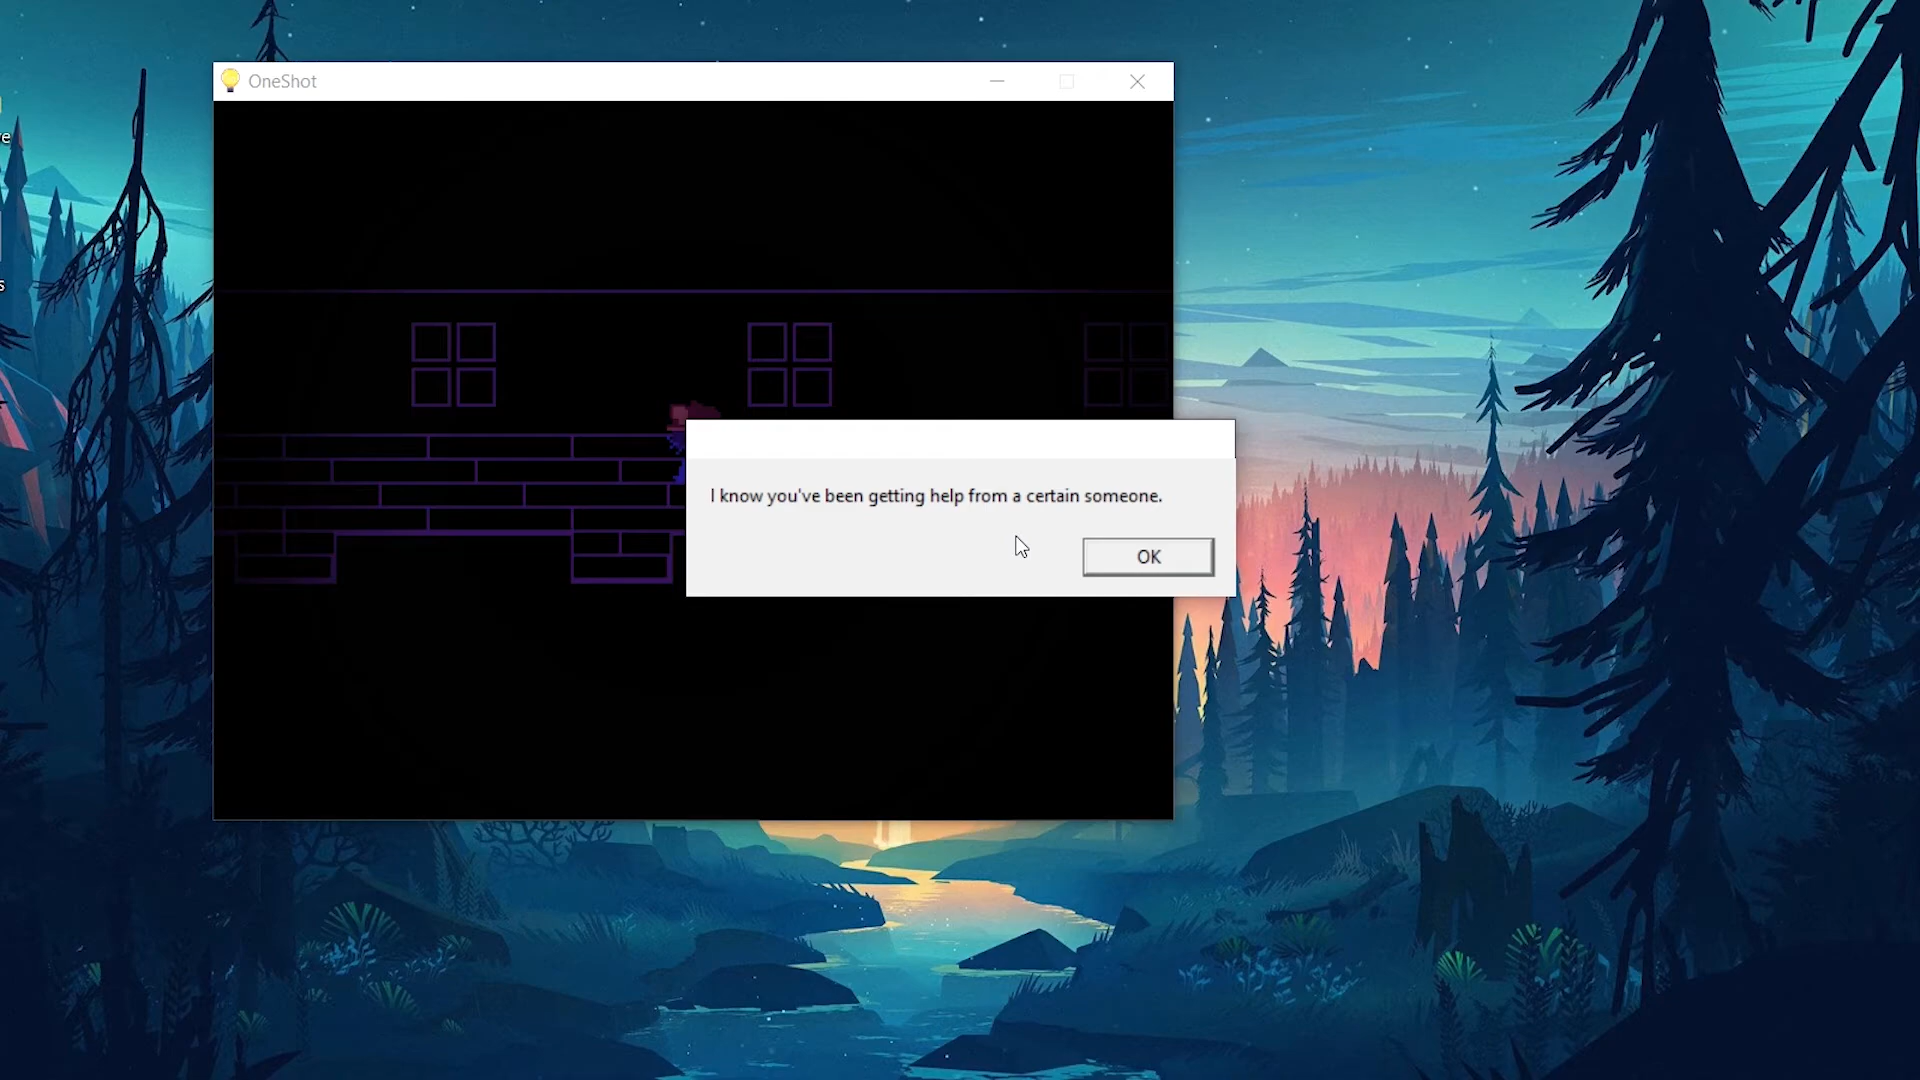 OneShot
e
s
I know you've been getting help from a certain someone.
OK